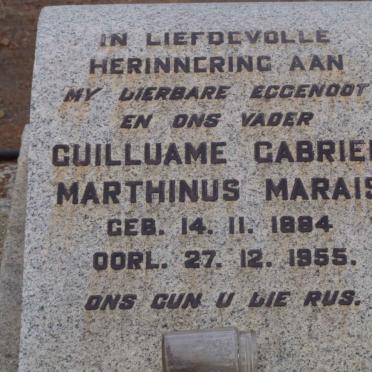 IN LIEFDEVOLLE
HERINNERING AAN
MY DIERBARE EGGENOOT
EN ONS VADER
GUILLUAME GABRIEL
MARTHINUS MARAIS
GEB. 14. 11. 1884
OORL. 27. 12. 1955.
ONS GUN U DIE RUS.